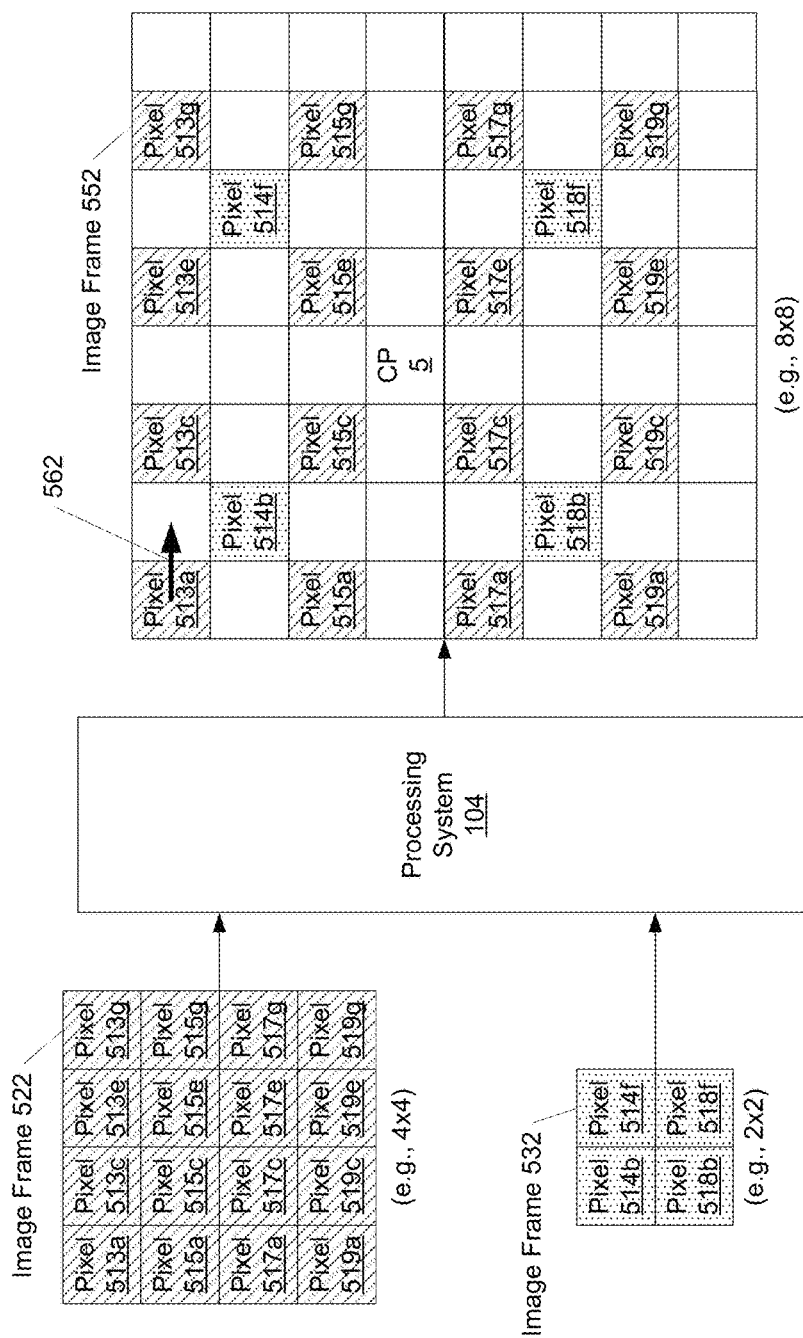 Image Frame 522
Pixel 513a Pixel 513c Pixel 513e Pixel 513g
Pixel 515a Pixel 515c Pixel 515e Pixel 515g
Pixel 517a Pixel 517c Pixel 517e Pixel 517g
Pixel 519a Pixel 519c Pixel 519e Pixel 519g
(e.g., 4x4)
Image Frame 532
Pixel 514b Pixel 514f
Pixel 518b Pixel 518f
(e.g., 2x2)
Processing
System
104
562
Image Frame 552
Pixel 513a Pixel 513c Pixel 513e Pixel 513g
Pixel 514b Pixel 514f
Pixel 515a Pixel 515c Pixel 515e Pixel 515g
CP 5
Pixel 517a Pixel 517c Pixel 517e Pixel 517g
Pixel 518b Pixel 518f
Pixel 519a Pixel 519c Pixel 519e Pixel 519g
(e.g., 8x8)